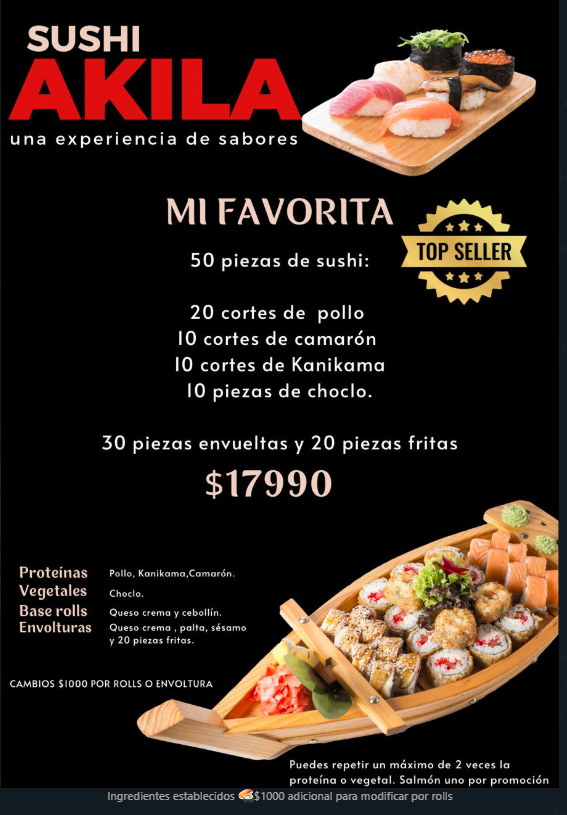 SUSHI
AKILA
una experiencia de sabores
MI FAVORITA
TOP SELLER
50 piezas de sushi:
20 cortes de pollo
10 cortes de camarón
10 cortes de Kanikama
10 piezas de choclo.
30 piezas envueltas y 20 piezas fritas
$17990
Proteínas Pollo, Kanikama,Camarón.
Vegetales Choclo.
Base rolls Queso crema y cebollín.
Envolturas Queso crema , palta, sésamo
y 20 piezas fritas.
CAMBIOS $1000 POR ROLLS O ENVOLTURA
Puedes repetir un máximo de 2 veces la
proteína o vegetal. Salmón uno por promoción
Ingredientes establecidos 🍣$1000 adicional para modificar por rolls